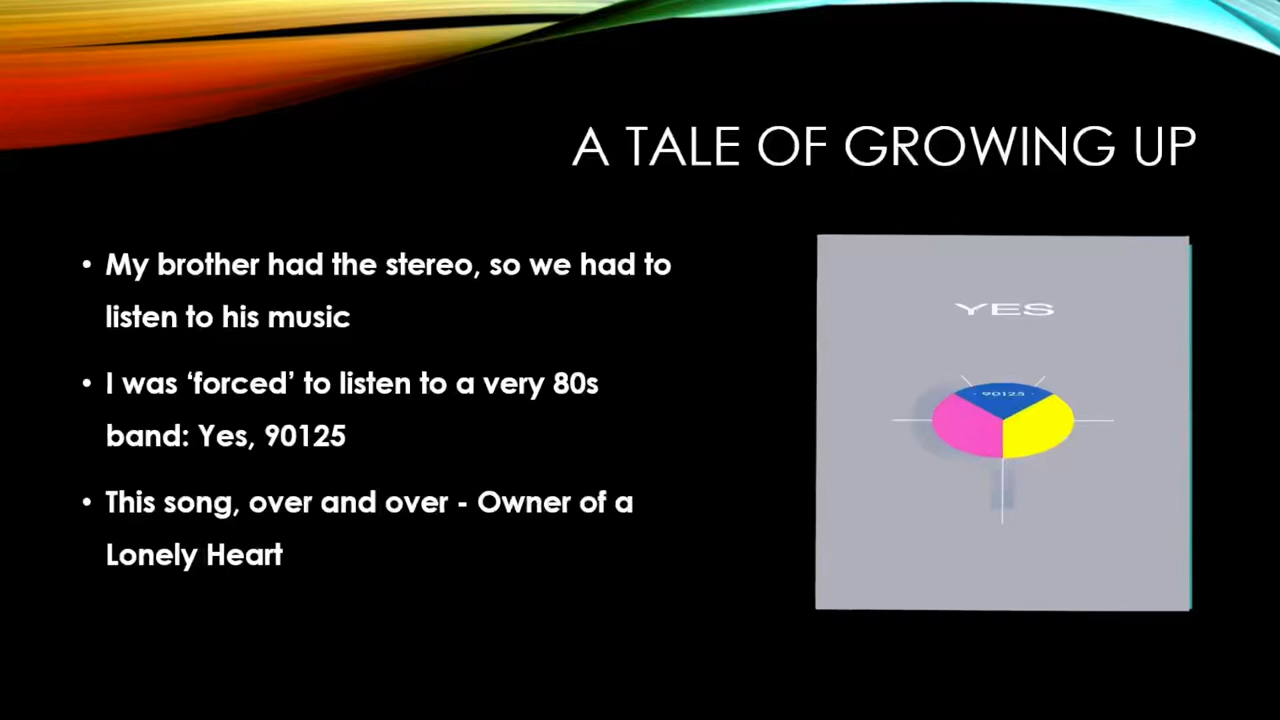 A TALE OF GROWING UP
• My brother had the stereo, so we had to
listen to his music
• I was ‘forced’ to listen to a very 80s
band: Yes, 90125
• This song, over and over - Owner of a
Lonely Heart
YES
· 90125 ·